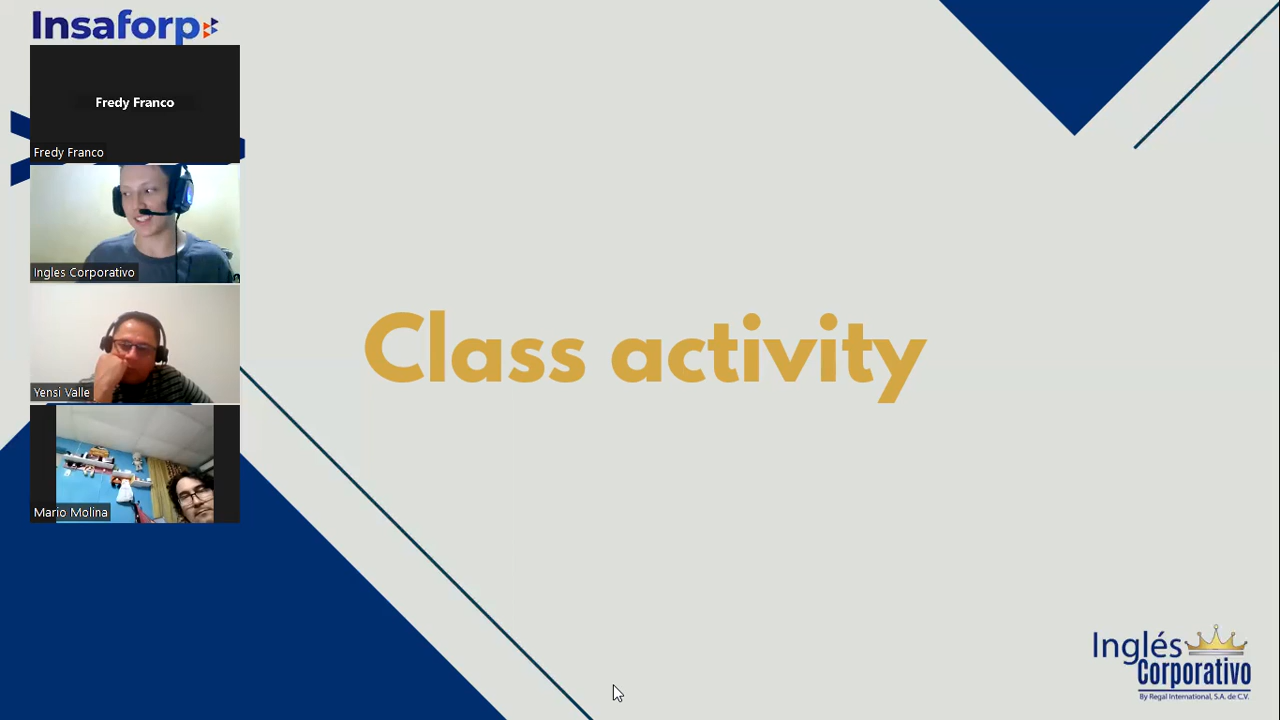 Insaforp
Fredy Franco
Fredy Franco
Ingles Corporativo
Yensi Valle
Mario Molina
Class activity
Inglés
Corporativo
By Regal International, S.A. de C.V.